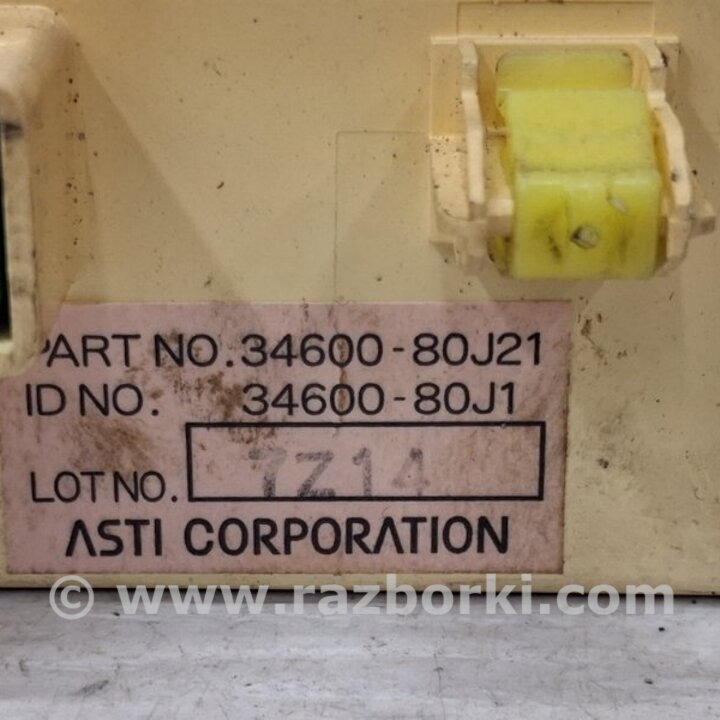 PART NO.34600-80J21
ID NO. 34600-80J1
LOT NO. 7Z14
ASTI CORPORATION
© www.razborki.com